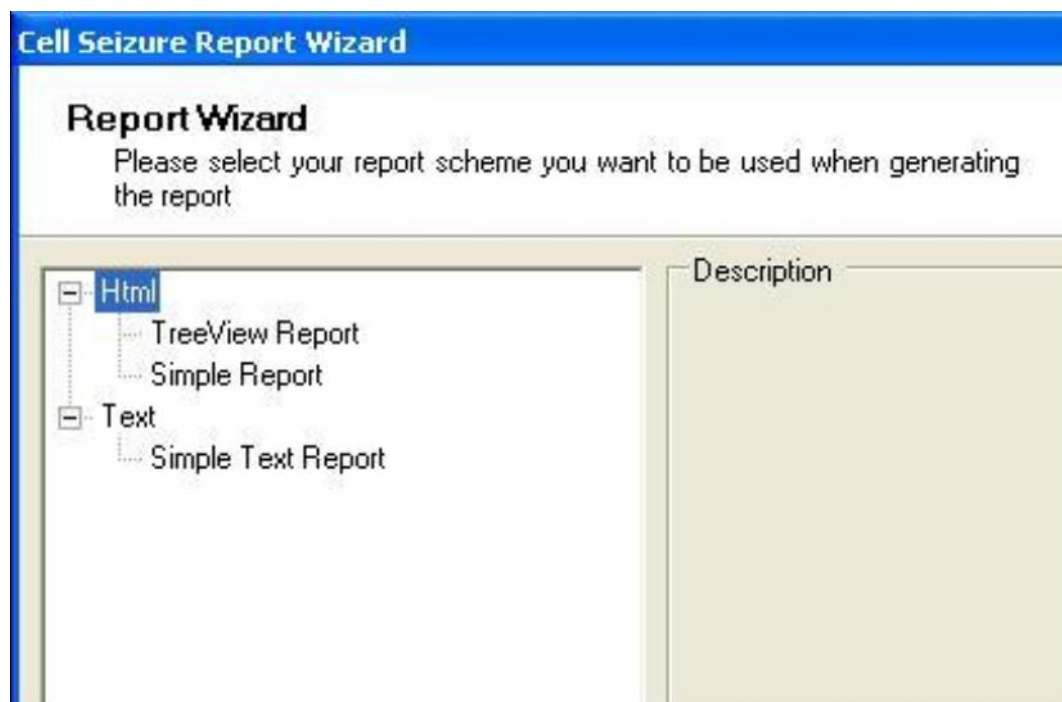 Cell Seizure Report Wizard
Report Wizard
Please select your report scheme you want to be used when generating
the report
Html
TreeView Report
Simple Report
Text
Simple Text Report
Description